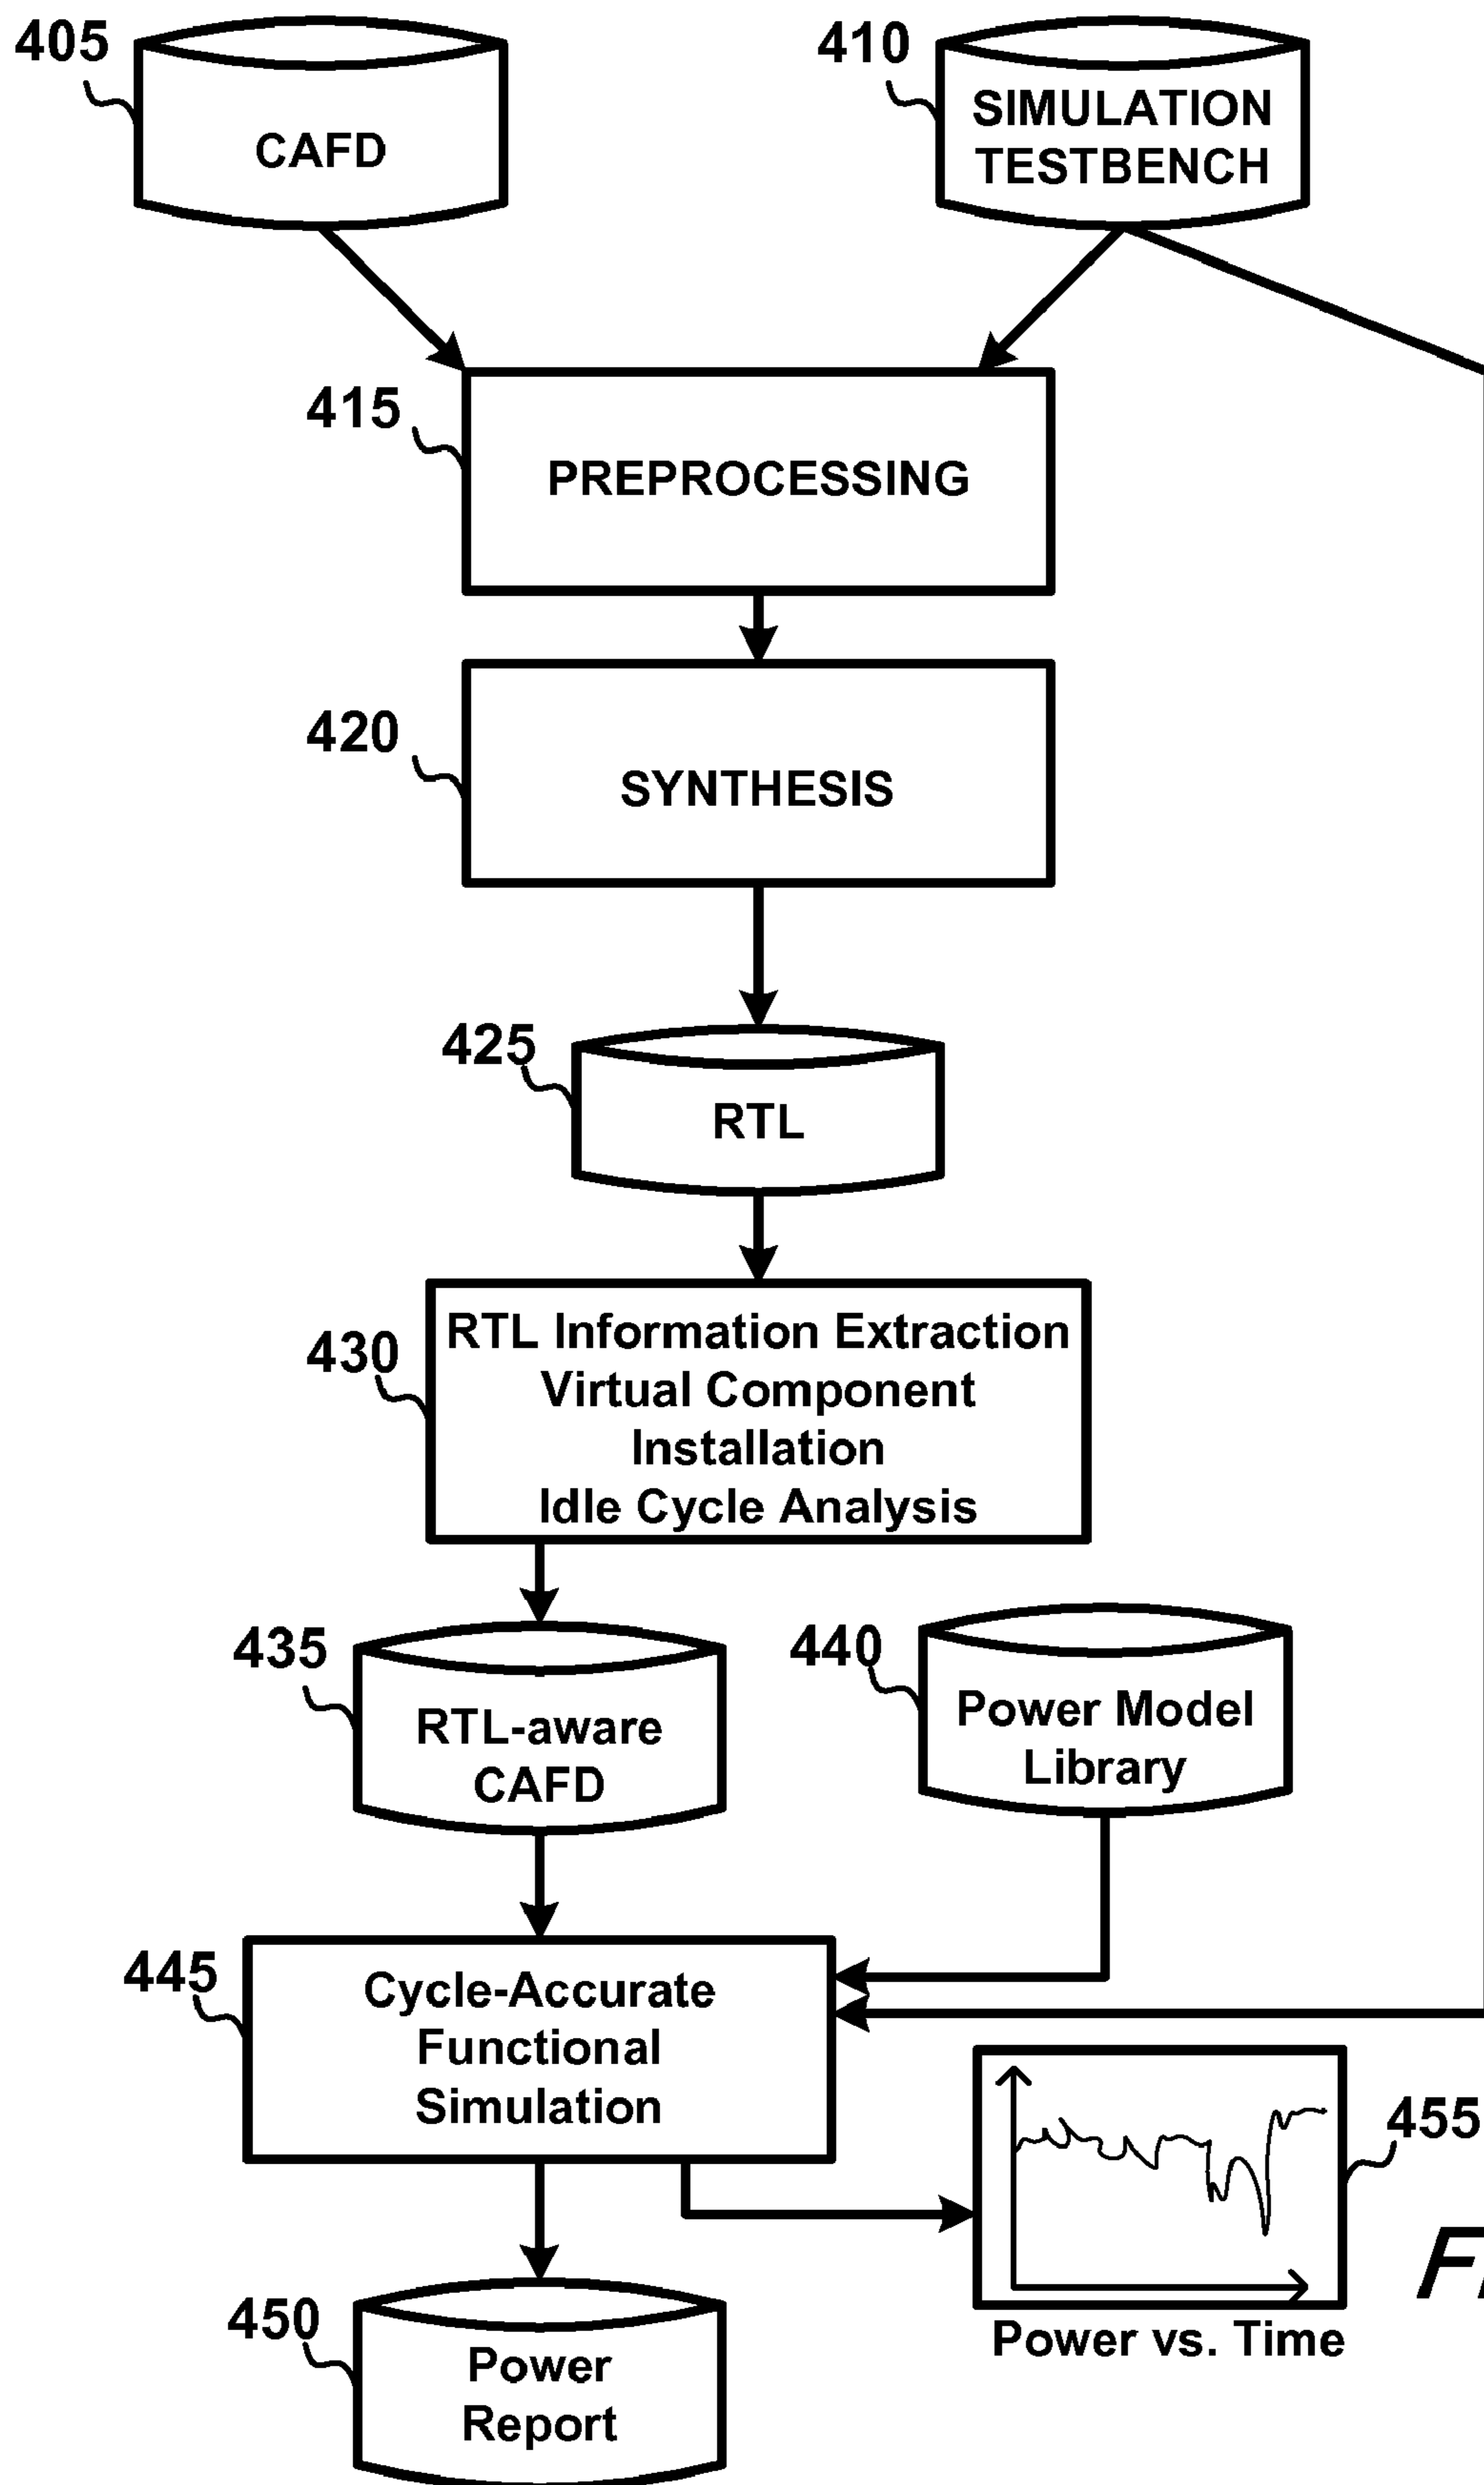 405
CAFD
410
SIMULATION
TESTBENCH
415
PREPROCESSING
420
SYNTHESIS
425
RTL
430
RTL Information Extraction
Virtual Component
Installation
Idle Cycle Analysis
435
RTL-aware
CAFD
440
Power Model
Library
445
Cycle-Accurate
Functional
Simulation
455
Power vs. Time
450
Power
Report